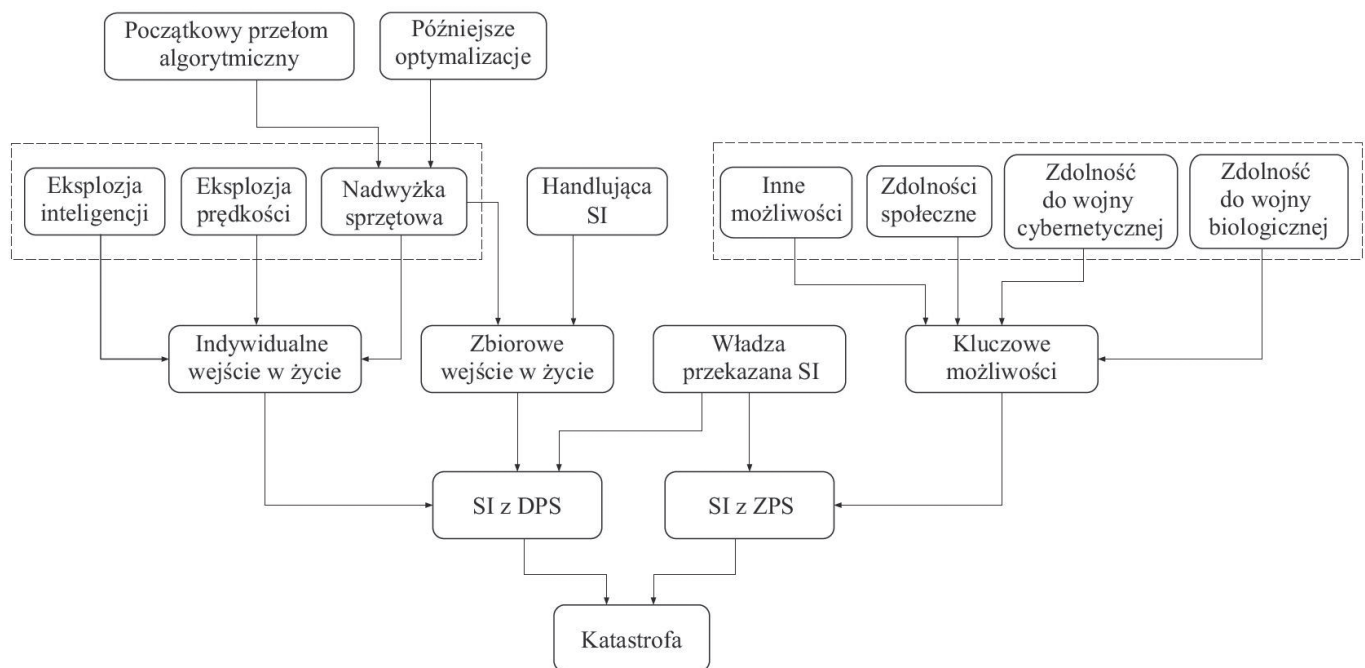 Początkowy przełom
algorytmiczny
Późniejsze
optymalizacje
Eksplozja
inteligencji
Eksplozja
prędkości
Nadwyżka
sprzętowa
Handlująca
SI
Inne
możliwości
Zdolności
społeczne
Zdolność
do wojny
cybernetycznej
Zdolność
do wojny
biologicznej
Indywidualne
wejście w życie
Zbiorowe
wejście w życie
Władza
przekazana SI
Kluczowe
możliwości
SI z DPS
SI z ZPS
Katastrofa